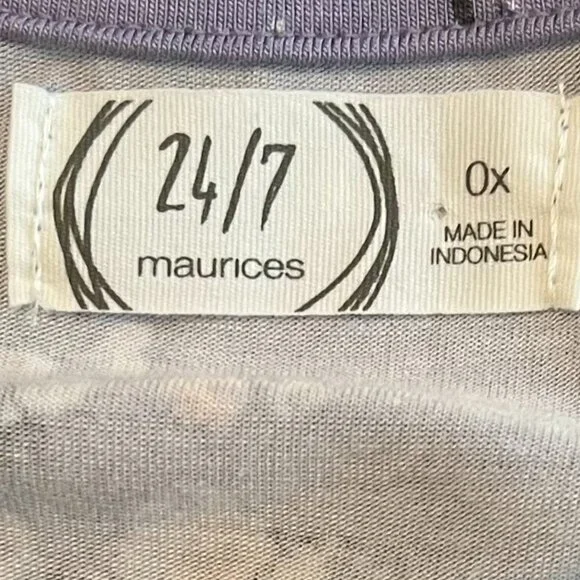 24/7
maurices
0x
MADE IN
INDONESIA